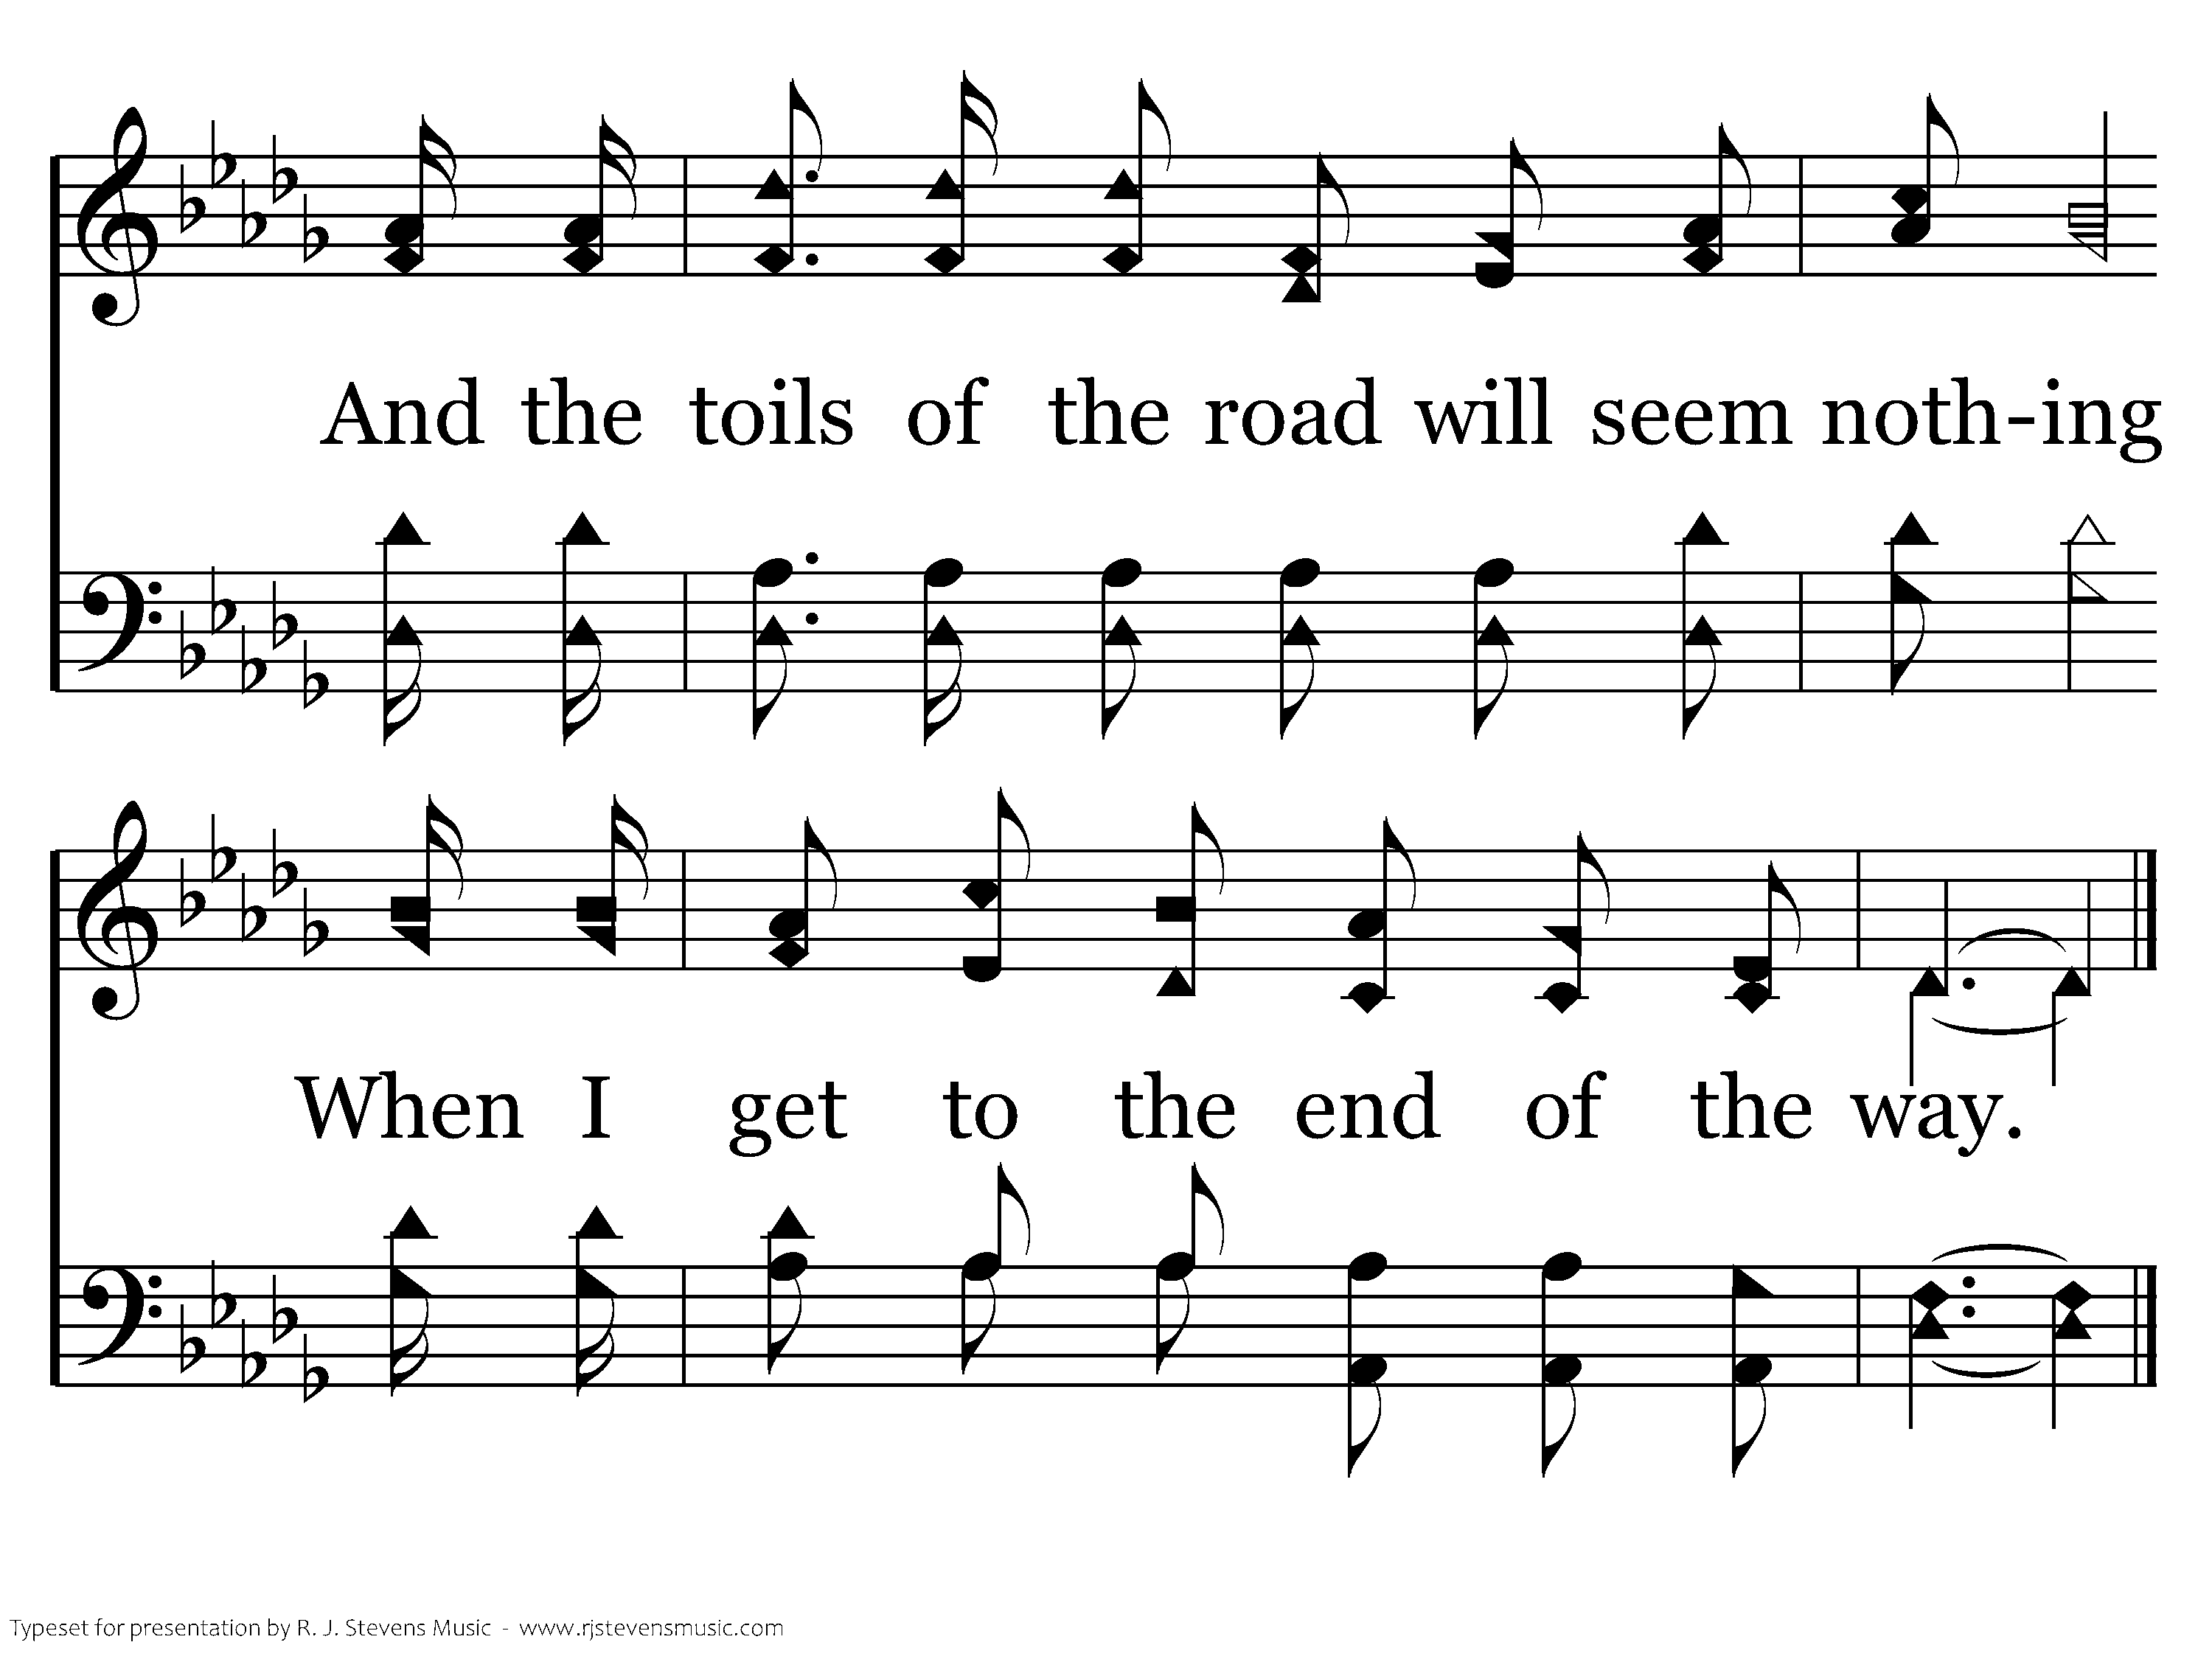 And the toils of the road will seem noth-ing
When I get to the end of the way.
Typeset for presentation by R. J. Stevens Music - www.rjstevensmusic.com